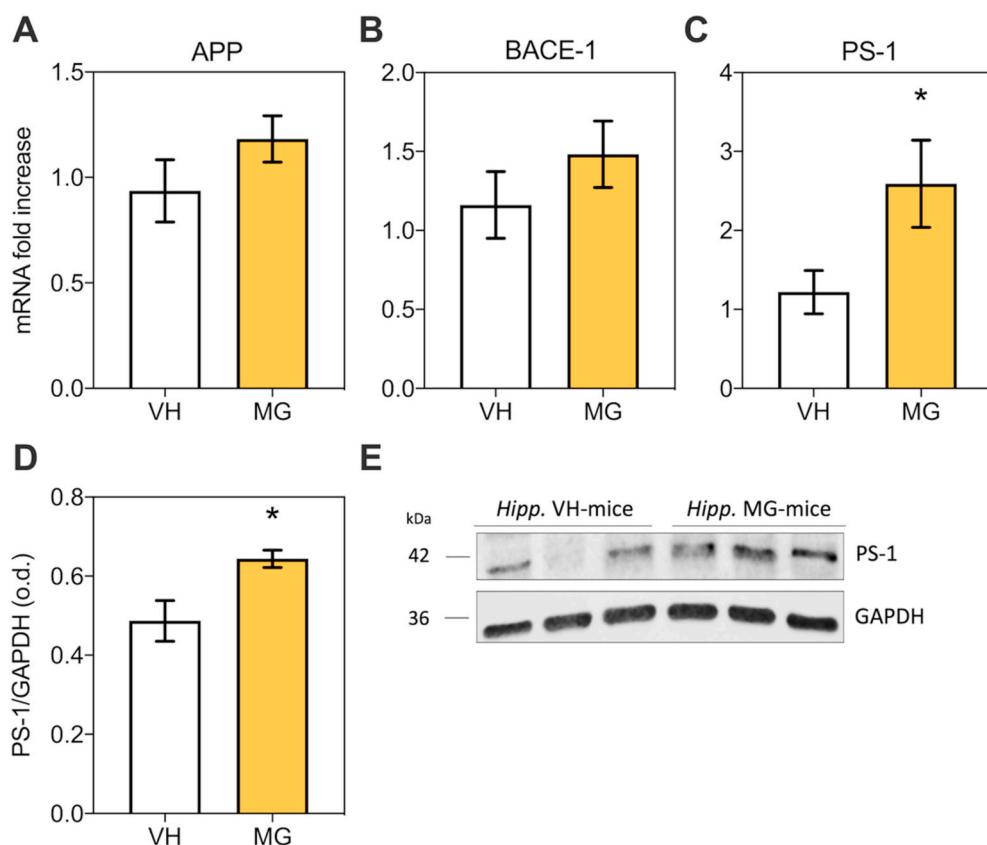 A
APP
mRNA fold increase
1.5
1.0
0.5
0.0
VH MG
B
BACE-1
2.0
1.5
1.0
0.5
0.0
VH MG
C
PS-1
4
3
2
1
0
*
VH MG
D
PS-1/GAPDH (o.d.)
0.8
0.6
0.4
0.2
0.0
*
VH MG
E
kDa
Hipp. VH-mice Hipp. MG-mice
42 PS-1
36 GAPDH